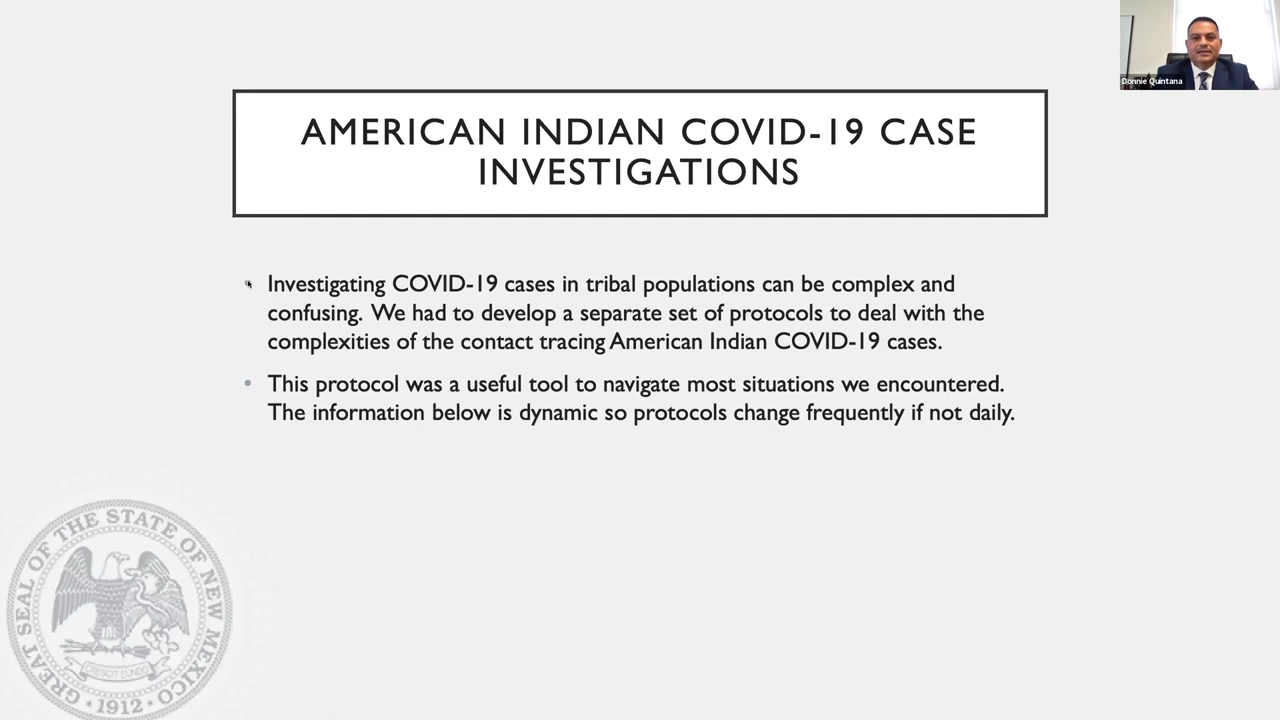 Donnie Quintana
AMERICAN INDIAN COVID-19 CASE
INVESTIGATIONS
Investigating COVID-19 cases in tribal populations can be complex and
confusing. We had to develop a separate set of protocols to deal with the
complexities of the contact tracing American Indian COVID-19 cases.
• This protocol was a useful tool to navigate most situations we encountered.
The information below is dynamic so protocols change frequently if not daily.
GREAT SEAL OF THE STATE OF NEW MEXICO
CRESCIT EUNDO
• 1912 •